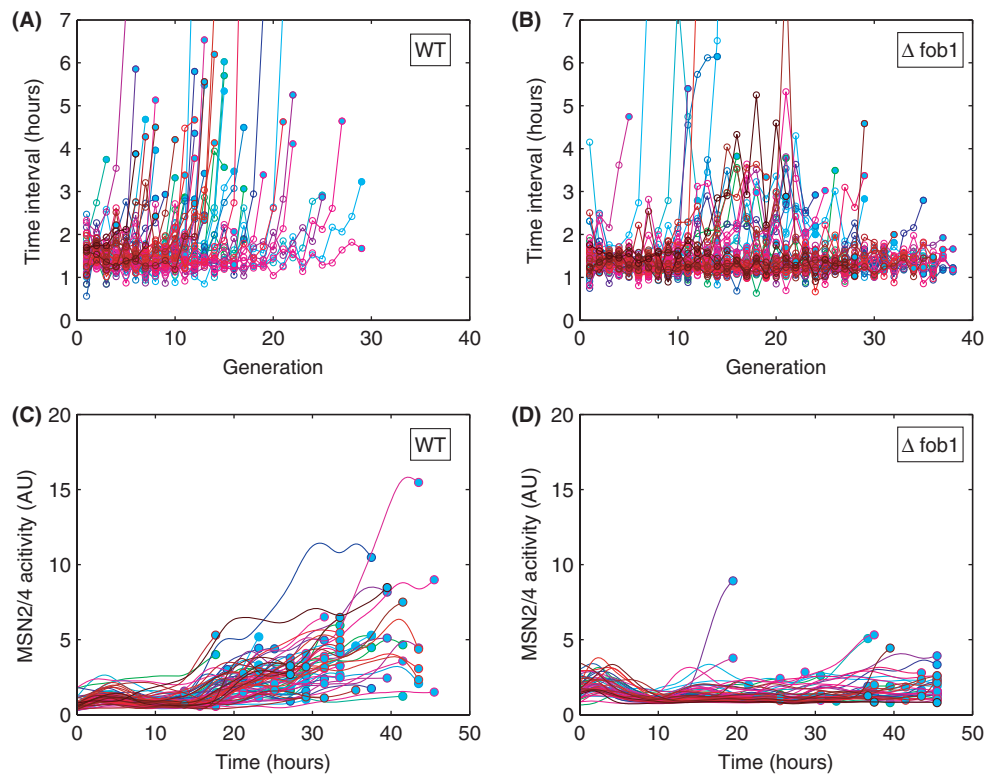 (A)
WT
7
6
5
4
3
2
1
0
Time interval (hours)
0 10 20 30 40
Generation
(B)
Δ fob1
7
6
5
4
3
2
1
0
Time interval (hours)
0 10 20 30 40
Generation
(C)
WT
20
15
10
5
0
MSN2/4 acitivity (AU)
0 10 20 30 40 50
Time (hours)
(D)
Δ fob1
20
15
10
5
0
MSN2/4 acitivity (AU)
0 10 20 30 40 50
Time (hours)